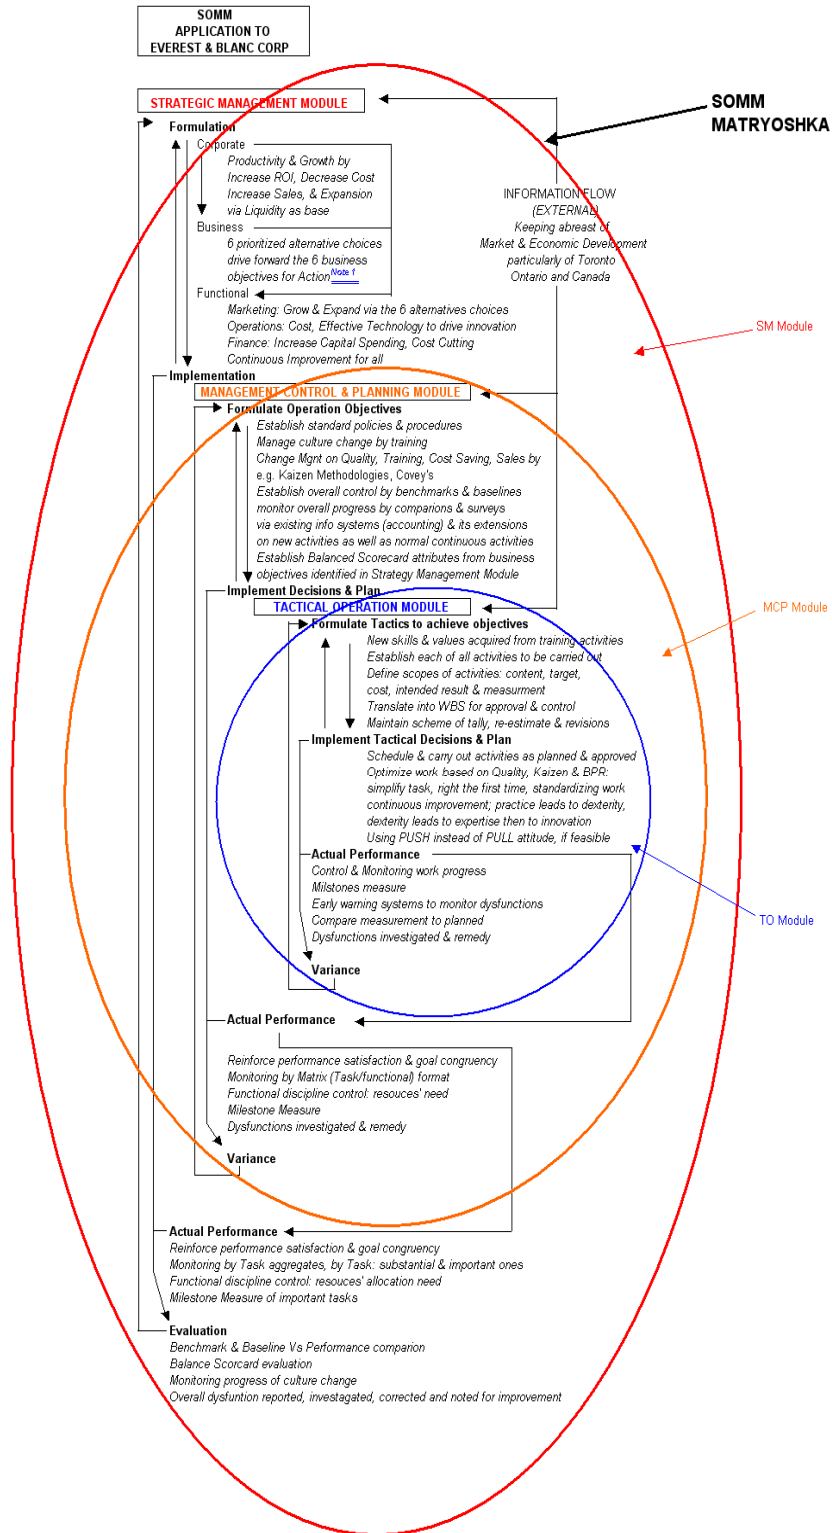 SOMM
APPLICATION TO
EVEREST & BLANC CORP
STRATEGIC MANAGEMENT MODULE
SOMM
MATRYOSHKA
Formulation
Corporate
Productivity & Growth by
Increase ROI, Decrease Cost
Increase Sales, & Expansion
via Liquidity as base
INFORMATION FLOW
(EXTERNAL)
Keeping abreast of
Market & Economic Development
particularly of Toronto
Ontario and Canada
Business
6 prioritized alternative choices
drive forward the 6 business
objectives for Action Note 1
Functional
Marketing: Grow & Expand via the 6 alternatives choices
Operations: Cost, Effective Technology to drive innovation
Finance: Increase Capital Spending, Cost Cutting
Continuous Improvement for all
SM Module
Implementation
MANAGEMENT CONTROL & PLANNING MODULE
Formulate Operation Objectives
Establish standard policies & procedures
Manage culture change by training
Change Mgnt on Quality, Training, Cost Saving, Sales by
e.g. Kaizen Methodologies, Covey's
Establish overall control by benchmarks & baselines
monitor overall progress by comparions & surveys
via existing info systems (accounting) & its extensions
on new activities as well as normal continuous activities
Establish Balanced Scorecard attributes from business
objectives identified in Strategy Management Module
Implement Decisions & Plan
TACTICAL OPERATION MODULE
MCP Module
Formulate Tactics to achieve objectives
New skills & values acquired from training activities
Establish each of all activities to be carried out
Define scopes of activities: content, target,
cost, intended result & measurment
Translate into WBS for approval & control
Maintain scheme of tally, re-estimate & revisions
Implement Tactical Decisions & Plan
Schedule & carry out activities as planned & approved
Optimize work based on Quality, Kaizen & BPR:
simplify task, right the first time, standardizing work
continuous improvement; practice leads to dexterity,
dexterity leads to expertise then to innovation
Using PUSH instead of PULL attitude, if feasible
Actual Performance
Control & Monitoring work progress
Milstones measure
Early warning systems to monitor dysfunctions
Compare measurement to planned
Dysfunctions investigated & remedy
TO Module
Variance
Actual Performance
Reinforce performance satisfaction & goal congruency
Monitoring by Matrix (Task/functional) format
Functional discipline control: resouces' need
Milestone Measure
Dysfunctions investigated & remedy
Variance
Actual Performance
Reinforce performance satisfaction & goal congruency
Monitoring by Task aggregates, by Task: substantial & important ones
Functional discipline control: resouces' allocation need
Milestone Measure of important tasks
Evaluation
Benchmark & Baseline Vs Performance comparion
Balance Scorcard evaluation
Monitoring progress of culture change
Overall dysfuntion reported, investagated, corrected and noted for improvement